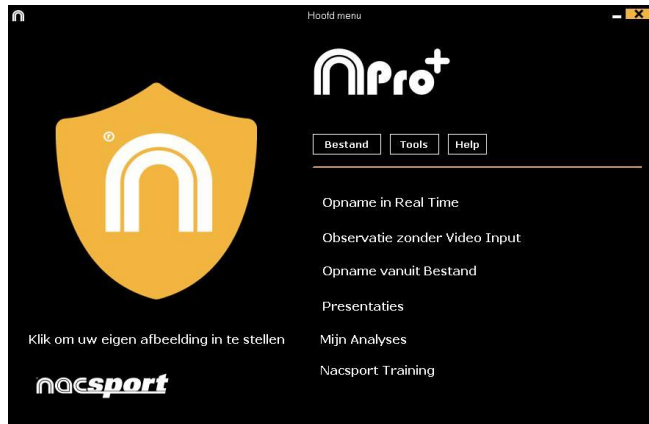 Hoofd menu
nPro+
Bestand Tools Help
Opname in Real Time
Observatie zonder Video Input
Opname vanuit Bestand
Presentaties
Klik om uw eigen afbeelding in te stellen
Mijn Analyses
Nacsport Training
nacsport